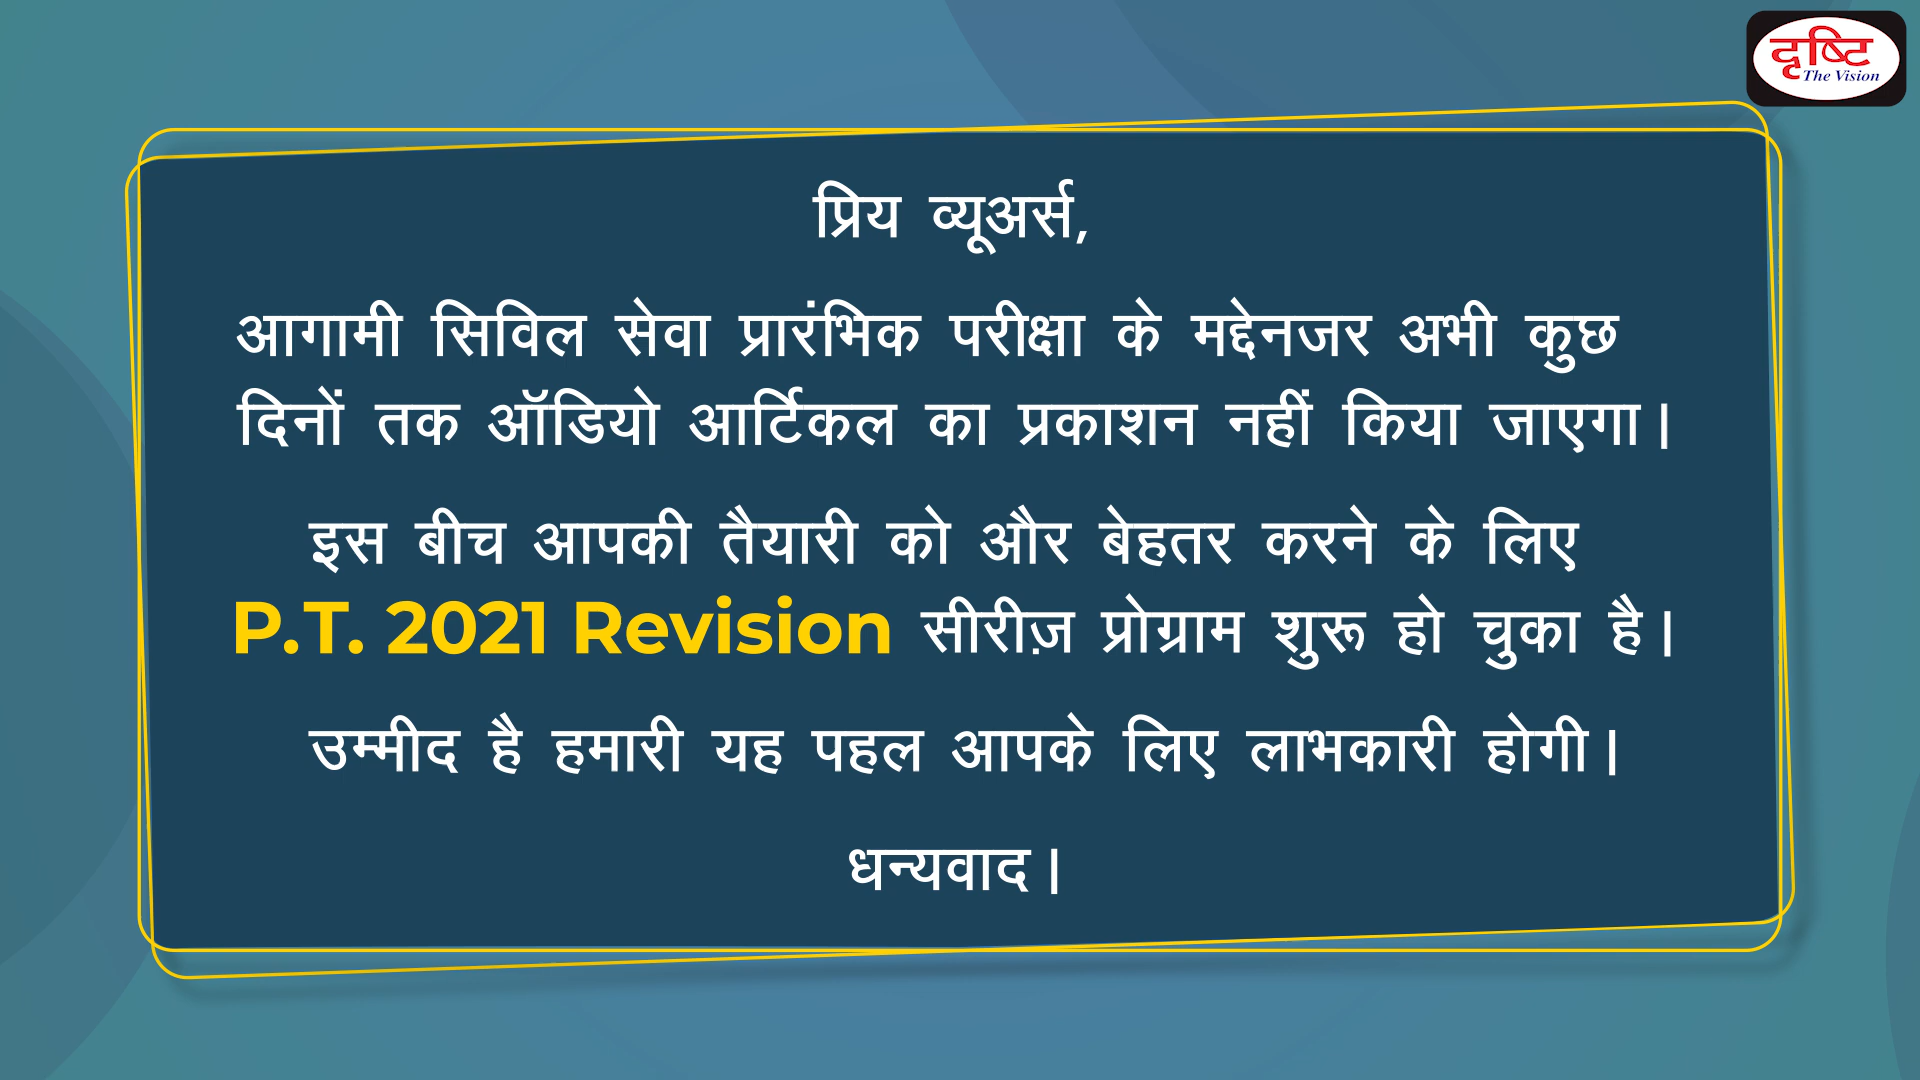 दृष्टि
The Vision
प्रिय व्यूअर्स,
आगामी सिविल सेवा प्रारंभिक परीक्षा के मद्देनजर अभी कुछ
दिनों तक ऑडियो आर्टिकल का प्रकाशन नहीं किया जाएगा।
इस बीच आपकी तैयारी को और बेहतर करने के लिए
P.T. 2021 Revision सीरीज़ प्रोग्राम शुरू हो चुका है।
उम्मीद है हमारी यह पहल आपके लिए लाभकारी होगी।
धन्यवाद।